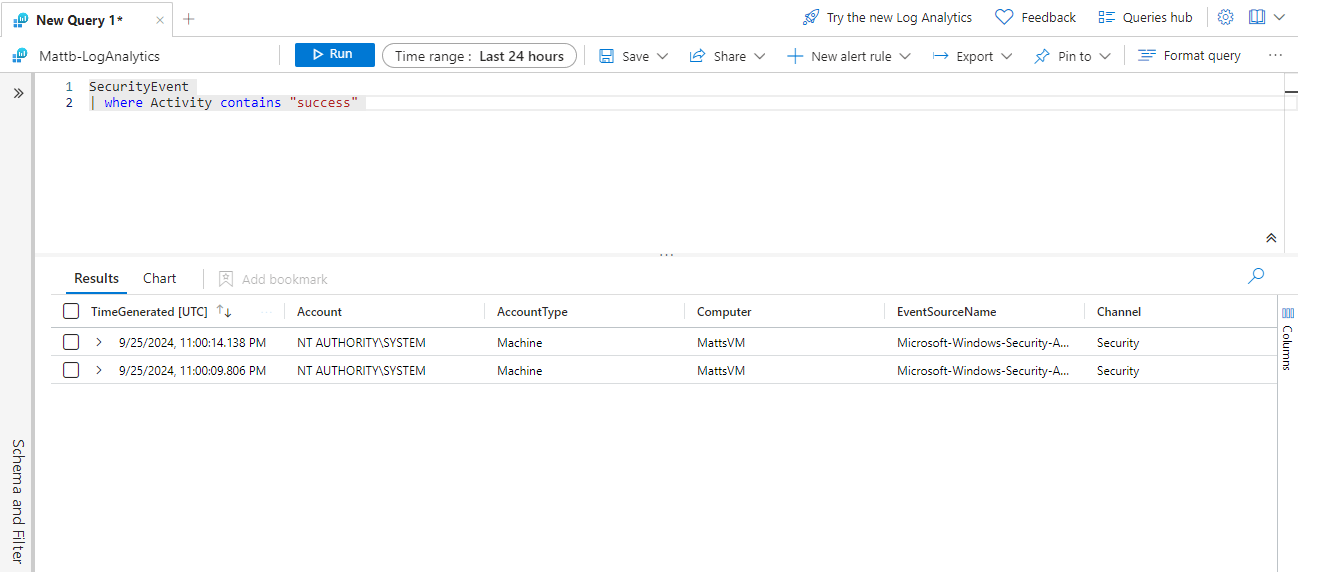 New Query 1*
Try the new Log Analytics Feedback Queries hub
Mattb-LogAnalytics Run Time range : Last 24 hours Save Share New alert rule Export Pin to Format query ...
1 SecurityEvent
2 | where Activity contains "success"
...
Results Chart Add bookmark
TimeGenerated [UTC] ... Account AccountType Computer EventSourceName Channel
9/25/2024, 11:00:14.138 PM NT AUTHORITY\SYSTEM Machine MattsVM Microsoft-Windows-Security-A... Security
9/25/2024, 11:00:09.806 PM NT AUTHORITY\SYSTEM Machine MattsVM Microsoft-Windows-Security-A... Security
Columns
Schema and Filter